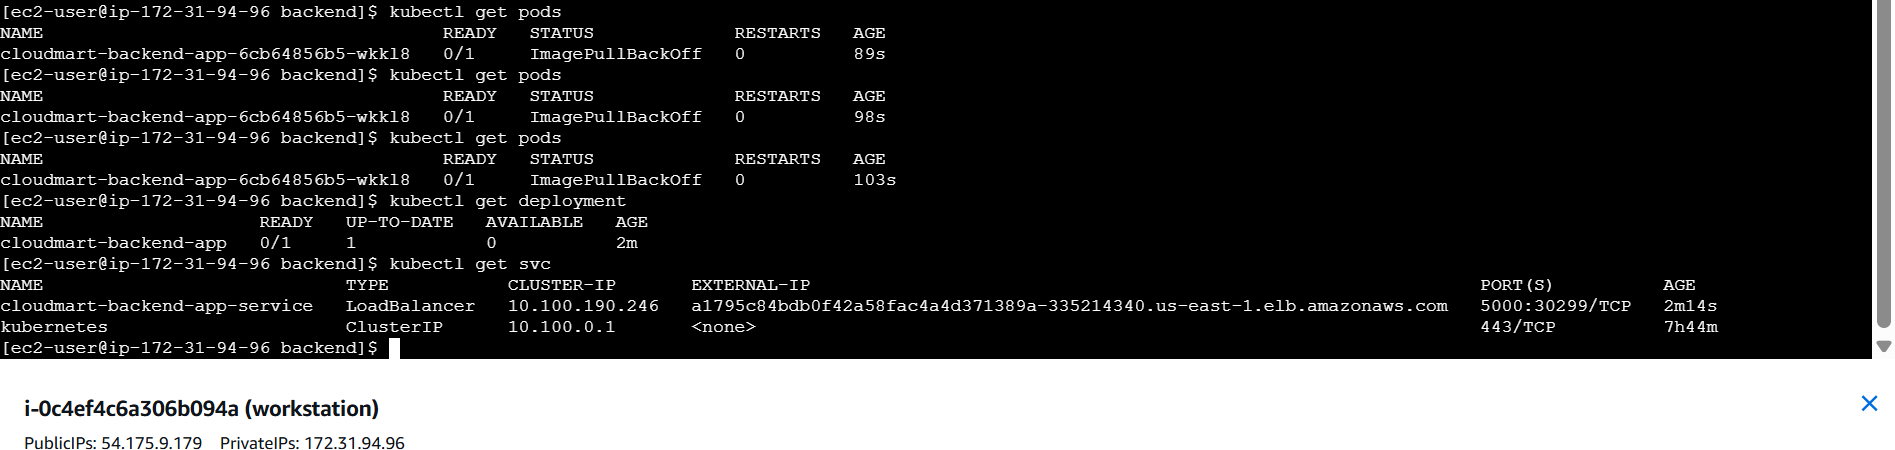 [ec2-user@ip-172-31-94-96 backend]$ kubectl get pods
NAME                                     READY   STATUS             RESTARTS   AGE
cloudmart-backend-app-6cb64856b5-wkkl8   0/1     ImagePullBackOff   0          89s
[ec2-user@ip-172-31-94-96 backend]$ kubectl get pods
NAME                                     READY   STATUS             RESTARTS   AGE
cloudmart-backend-app-6cb64856b5-wkkl8   0/1     ImagePullBackOff   0          98s
[ec2-user@ip-172-31-94-96 backend]$ kubectl get pods
NAME                                     READY   STATUS             RESTARTS   AGE
cloudmart-backend-app-6cb64856b5-wkkl8   0/1     ImagePullBackOff   0          103s
[ec2-user@ip-172-31-94-96 backend]$ kubectl get deployment
NAME                    READY   UP-TO-DATE   AVAILABLE   AGE
cloudmart-backend-app   0/1     1            0           2m
[ec2-user@ip-172-31-94-96 backend]$ kubectl get svc
NAME                            TYPE           CLUSTER-IP       EXTERNAL-IP                                                              PORT(S)          AGE
cloudmart-backend-app-service   LoadBalancer   10.100.190.246   a1795c84bdb0f42a58fac4a4d371389a-335214340.us-east-1.elb.amazonaws.com   5000:30299/TCP   2m14s
kubernetes                      ClusterIP      10.100.0.1       <none>                                                                   443/TCP          7h44m
[ec2-user@ip-172-31-94-96 backend]$
i-0c4ef4c6a306b094a (workstation)
PublicIPs: 54.175.9.179 PrivateIPs: 172.31.94.96